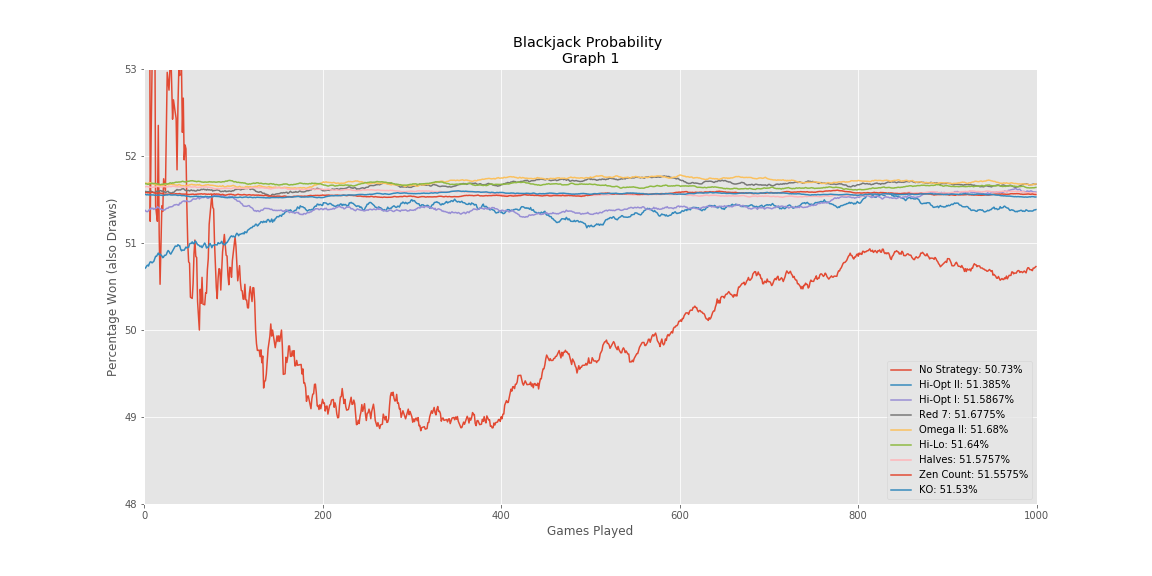 Blackjack Probability
Graph 1
Percentage Won (also Draws)
53
52
51
50
49
48
0
200
400
600
800
1000
Games Played
No Strategy: 50.73%
Hi-Opt II: 51.385%
Hi-Opt I: 51.5867%
Red 7: 51.6775%
Omega II: 51.68%
Hi-Lo: 51.64%
Halves: 51.5757%
Zen Count: 51.5575%
KO: 51.53%